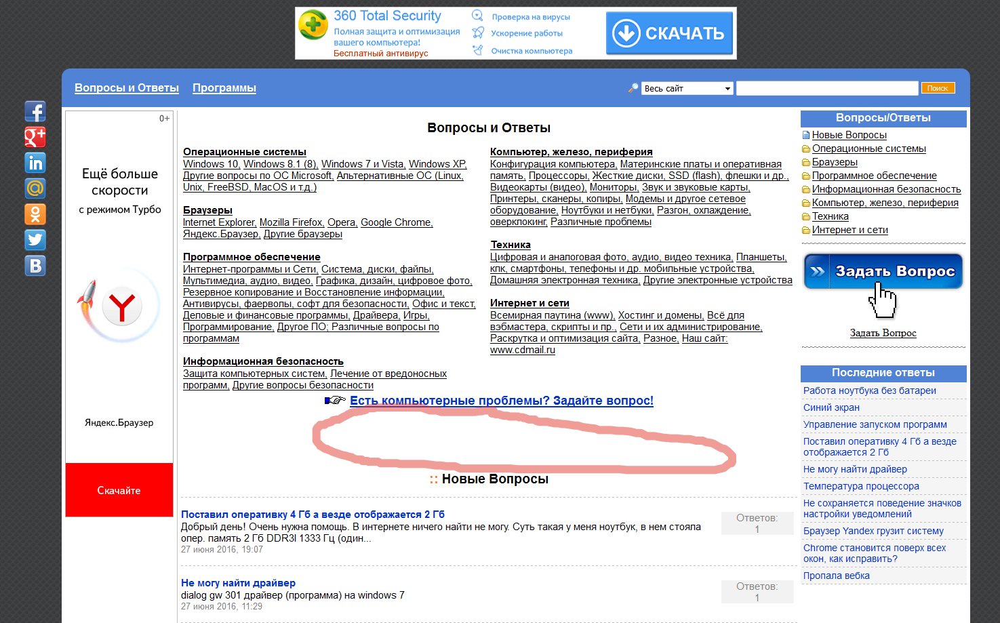 360 Total Security
Полная защита и оптимизация
вашего компьютера!
Бесплатный антивирус
Проверка на вирусы
Ускорение работы
Очистка компьютера
СКАЧАТЬ
Вопросы и Ответы Программы
Весь сайт
Поиск
0+
Ещё больше
скорости
с режимом Турбо
Яндекс.Браузер
Скачайте
Вопросы и Ответы
Операционные системы
Windows 10, Windows 8.1 (8), Windows 7 и Vista, Windows XP,
Другие вопросы по ОС Microsoft, Альтернативные ОС (Linux,
Unix, FreeBSD, MacOS и т.д.)
Браузеры
Internet Explorer, Mozilla Firefox, Opera, Google Chrome,
Яндекс.Браузер, Другие браузеры
Программное обеспечение
Интернет-программы и Сети, Система, диски, файлы,
Мультимедиа, аудио, видео, Графика, дизайн, цифровое фото,
Резервное копирование и Восстановление информации,
Антивирусы, фаерволы, софт для безопасности, Офис и текст,
Деловые и финансовые программы, Драйвера, Игры,
Программирование, Другое ПО; Различные вопросы по
программам
Информационная безопасность
Защита компьютерных систем, Лечение от вредоносных
программ, Другие вопросы безопасности
Компьютер, железо, периферия
Конфигурация компьютера, Материнские платы и оперативная
память, Процессоры, Жесткие диски, SSD (flash), флешки и др.,
Видеокарты (видео), Мониторы, Звук и звуковые карты,
Принтеры, сканеры, копиры, Модемы и другое сетевое
оборудование, Ноутбуки и нетбуки, Разгон, охлаждение,
оверклокинг, Различные проблемы
Техника
Цифровая и аналоговая фото, аудио, видео техника, Планшеты,
кпк, смартфоны, телефоны и др. мобильные устройства,
Домашняя электронная техника, Другие электронные устройства
Интернет и сети
Всемирная паутина (www), Хостинг и домены, Всё для
вэбмастера, скрипты и пр., Сети и их администрирование,
Раскрутка и оптимизация сайта, Разное, Наш сайт:
www.cdmail.ru
Есть компьютерные проблемы? Задайте вопрос!
:: Новые Вопросы
Поставил оперативку 4 Гб а везде отображается 2 Гб
Добрый день! Очень нужна помощь. В интернете ничего найти не могу. Суть такая у меня ноутбук, в нем стояла
опер. память 2 Гб DDR3l 1333 Гц (один...
27 июня 2016, 19:07
Ответов:
1
Не могу найти драйвер
dialog gw 301 драйвер (программа) на windows 7
27 июня 2016, 11:29
Ответов:
1
Вопросы/Ответы
Новые Вопросы
Операционные системы
Браузеры
Программное обеспечение
Информационная безопасность
Компьютер, железо, периферия
Техника
Интернет и сети
Задать Вопрос
Задать Вопрос
Последние ответы
Работа ноутбука без батареи
Синий экран
Управление запуском программ
Поставил оперативку 4 Гб а везде
отображается 2 Гб
Не могу найти драйвер
Температура процессора
Не сохраняется поведение значков
настройки уведомлений
Браузер Yandex грузит систему
Chrome становится поверх всех
окон, как исправить?
Пропала вебка